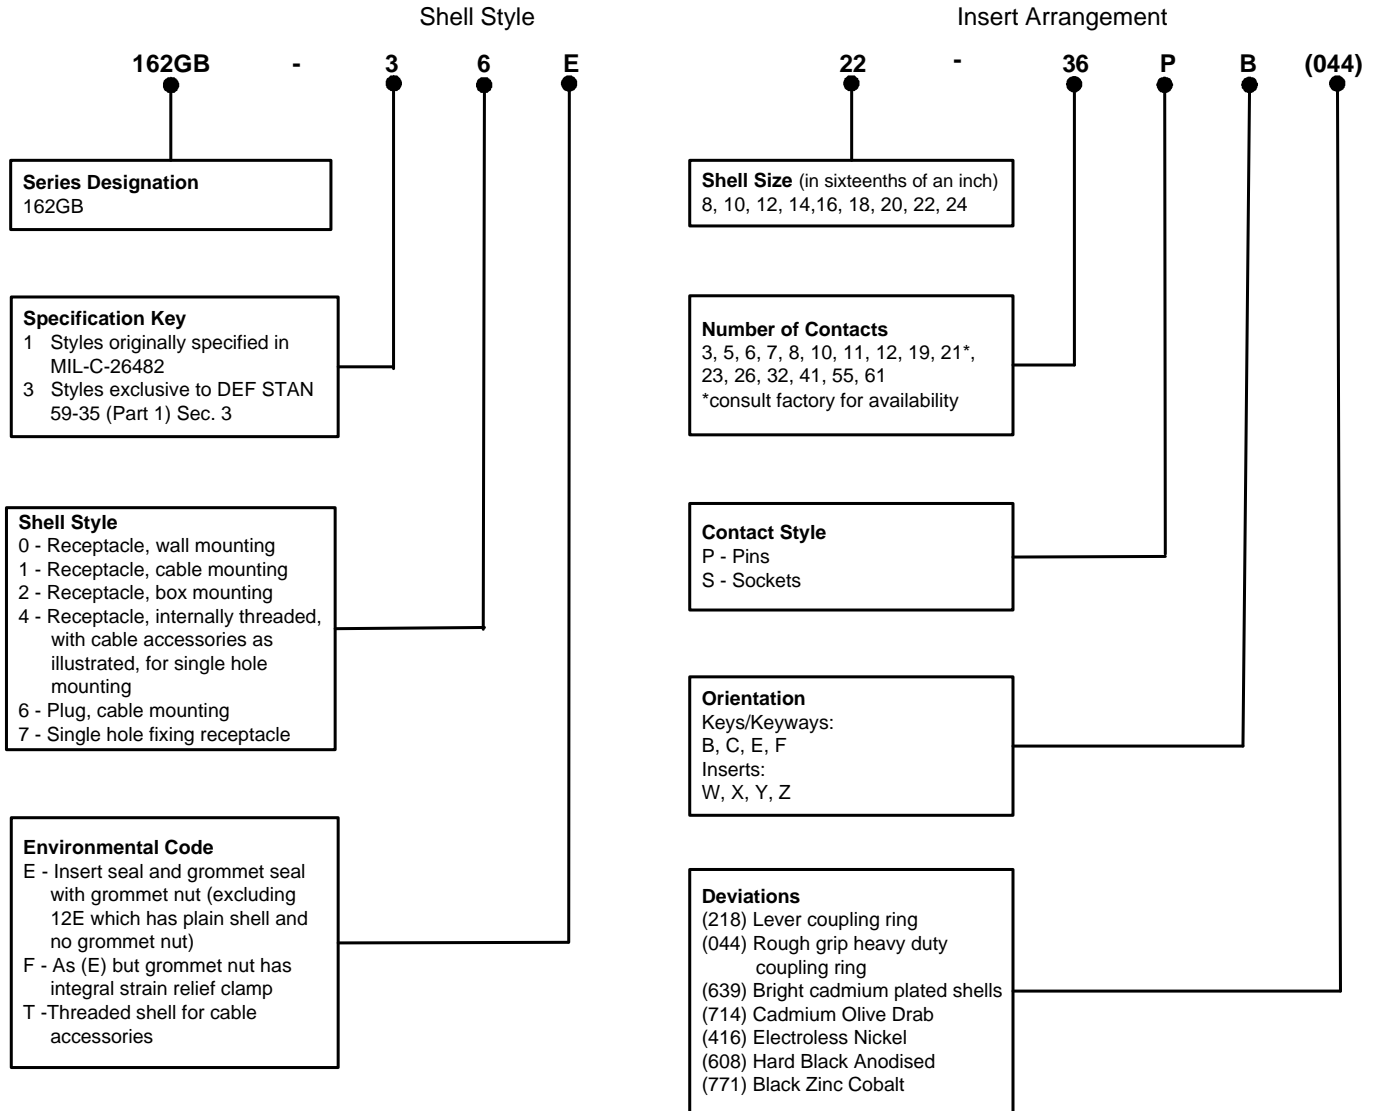 Shell Style
Insert Arrangement
162GB - 3 6 E 22 - 36 P B (044)
Series Designation
162GB
Specification Key
1 Styles originally specified in
MIL-C-26482
3 Styles exclusive to DEF STAN
59-35 (Part 1) Sec. 3
Shell Style
0 - Receptacle, wall mounting
1 - Receptacle, cable mounting
2 - Receptacle, box mounting
4 - Receptacle, internally threaded,
with cable accessories as
illustrated, for single hole
mounting
6 - Plug, cable mounting
7 - Single hole fixing receptacle
Environmental Code
E - Insert seal and grommet seal
with grommet nut (excluding
12E which has plain shell and
no grommet nut)
F - As (E) but grommet nut has
integral strain relief clamp
T -Threaded shell for cable
accessories
Shell Size (in sixteenths of an inch)
8, 10, 12, 14,16, 18, 20, 22, 24
Number of Contacts
3, 5, 6, 7, 8, 10, 11, 12, 19, 21*,
23, 26, 32, 41, 55, 61
*consult factory for availability
Contact Style
P - Pins
S - Sockets
Orientation
Keys/Keyways:
B, C, E, F
Inserts:
W, X, Y, Z
Deviations
(218) Lever coupling ring
(044) Rough grip heavy duty
coupling ring
(639) Bright cadmium plated shells
(714) Cadmium Olive Drab
(416) Electroless Nickel
(608) Hard Black Anodised
(771) Black Zinc Cobalt